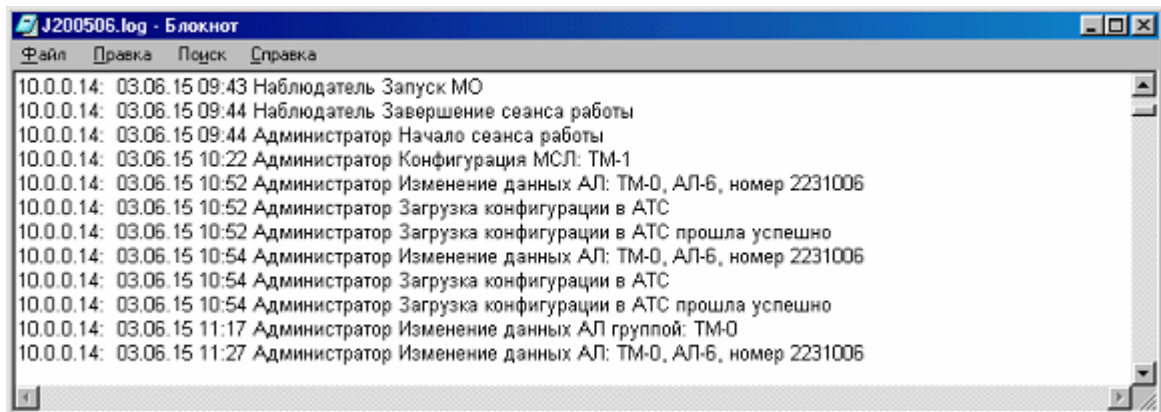 J200506.log - Блокнот
Файл Правка Поиск Справка
10.0.0.14: 03.06.15 09:43 Наблюдатель Запуск МО
10.0.0.14: 03.06.15 09:44 Наблюдатель Завершение сеанса работы
10.0.0.14: 03.06.15 09:44 Администратор Начало сеанса работы
10.0.0.14: 03.06.15 10:22 Администратор Конфигурация МСЛ: ТМ-1
10.0.0.14: 03.06.15 10:52 Администратор Изменение данных АЛ: ТМ-0, АЛ-6, номер 2231006
10.0.0.14: 03.06.15 10:52 Администратор Загрузка конфигурации в АТС
10.0.0.14: 03.06.15 10:52 Администратор Загрузка конфигурации в АТС прошла успешно
10.0.0.14: 03.06.15 10:54 Администратор Изменение данных АЛ: ТМ-0, АЛ-6, номер 2231006
10.0.0.14: 03.06.15 10:54 Администратор Загрузка конфигурации в АТС
10.0.0.14: 03.06.15 10:54 Администратор Загрузка конфигурации в АТС прошла успешно
10.0.0.14: 03.06.15 11:17 Администратор Изменение данных АЛ группой: ТМ-0
10.0.0.14: 03.06.15 11:27 Администратор Изменение данных АЛ: ТМ-0, АЛ-6, номер 2231006